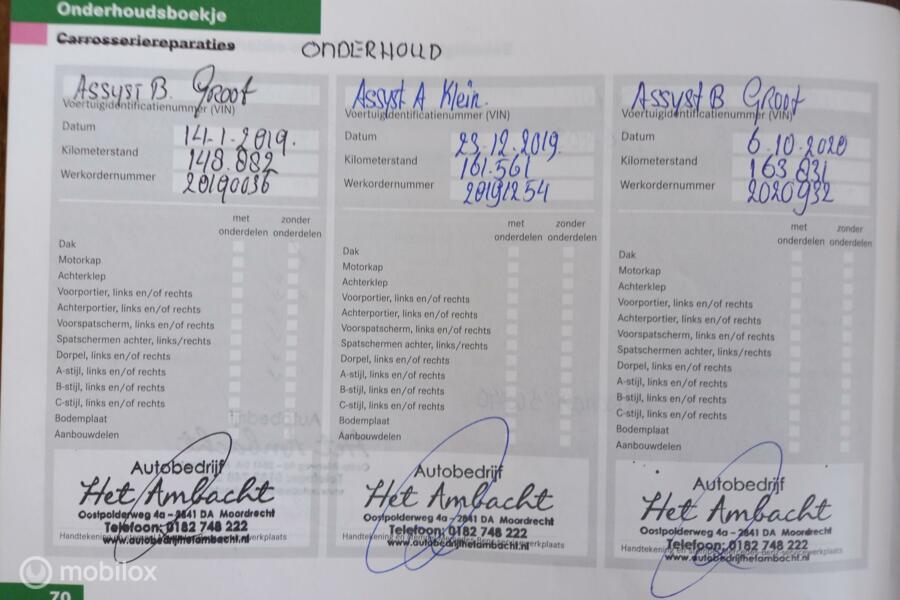 Onderhoudsboekje
Carrosseriereparaties
ONDERHOUD
Assyst B. Groot
Voertuigidentificatienummer (VIN)
Datum 14-1-2019.
Kilometerstand 148.882
Werkordernummer 20190036
met onderdelen
zonder onderdelen
Dak
Motorkap
Achterklep
Voorportier, links en/of rechts
Achterportier, links en/of rechts
Voorspatscherm, links en/of rechts
Spatschermen achter, links/rechts
Dorpel, links en/of rechts
A-stijl, links en/of rechts
B-stijl, links en/of rechts
C-stijl, links en/of rechts
Bodemplaat
Aanbouwdelen
Autobedrijf
Het Ambacht
Oostpolderweg 4a - 2841 DA Moordrecht
Telefoon: 0182 748 222
www.autobedrijfhetambacht.nl
Assyst A Klein.
Voertuigidentificatienummer (VIN)
Datum 23.12.2019.
Kilometerstand 161.561
Werkordernummer 20191254
met onderdelen
zonder onderdelen
Dak
Motorkap
Achterklep
Voorportier, links en/of rechts
Achterportier, links en/of rechts
Voorspatscherm, links en/of rechts
Spatschermen achter, links/rechts
Dorpel, links en/of rechts
A-stijl, links en/of rechts
B-stijl, links en/of rechts
C-stijl, links en/of rechts
Bodemplaat
Aanbouwdelen
Autobedrijf
Het Ambacht
Oostpolderweg 4a - 2841 DA Moordrecht
Telefoon: 0182 748 222
www.autobedrijfhetambacht.nl
Assyst B Groot
Voertuigidentificatienummer (VIN)
Datum 6-10-2020
Kilometerstand 163.831
Werkordernummer 2020932
met onderdelen
zonder onderdelen
Dak
Motorkap
Achterklep
Voorportier, links en/of rechts
Achterportier, links en/of rechts
Voorspatscherm, links en/of rechts
Spatschermen achter, links/rechts
Dorpel, links en/of rechts
A-stijl, links en/of rechts
B-stijl, links en/of rechts
C-stijl, links en/of rechts
Bodemplaat
Aanbouwdelen
Autobedrijf
Het Ambacht
Oostpolderweg 4a - 2841 DA Moordrecht
Telefoon: 0182 748 222
www.autobedrijfhetambacht.nl
mobilox
70